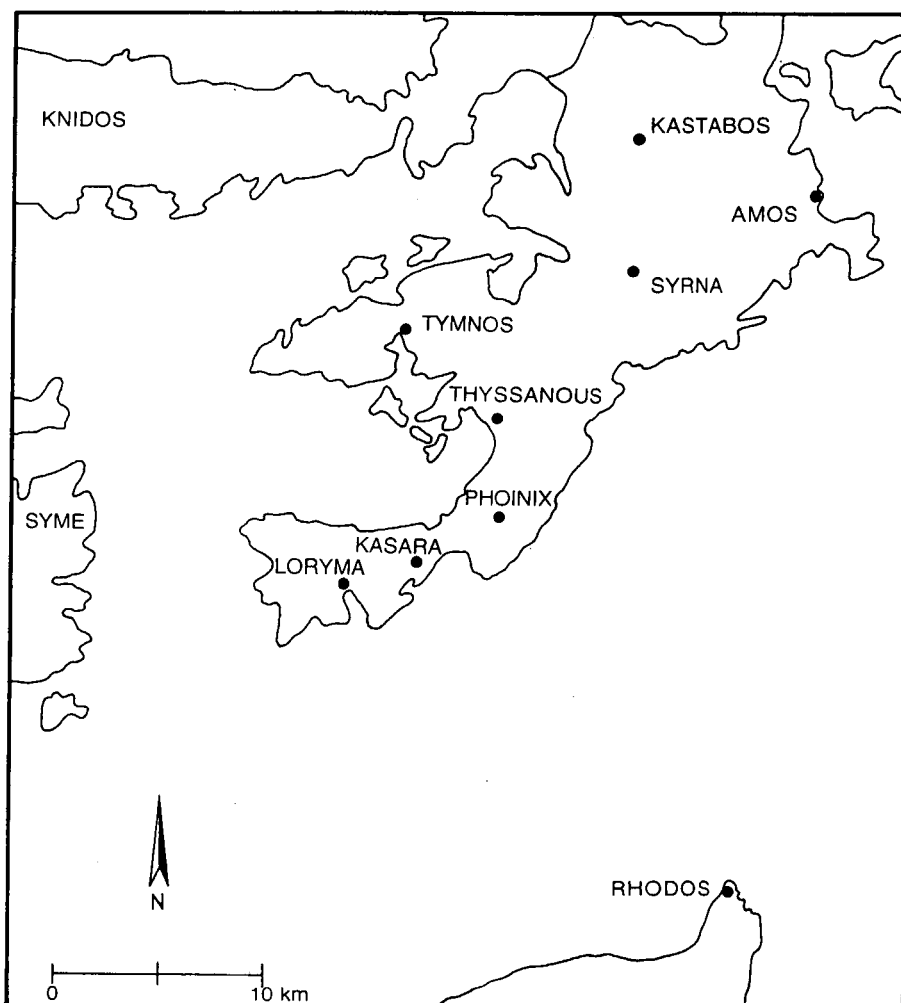 KNIDOS
KASTABOS
AMOS
SYRNA
TYMNOS
THYSSANOUS
PHOINIX
SYME
KASARA
LORYMA
RHODOS
N
0 10 km